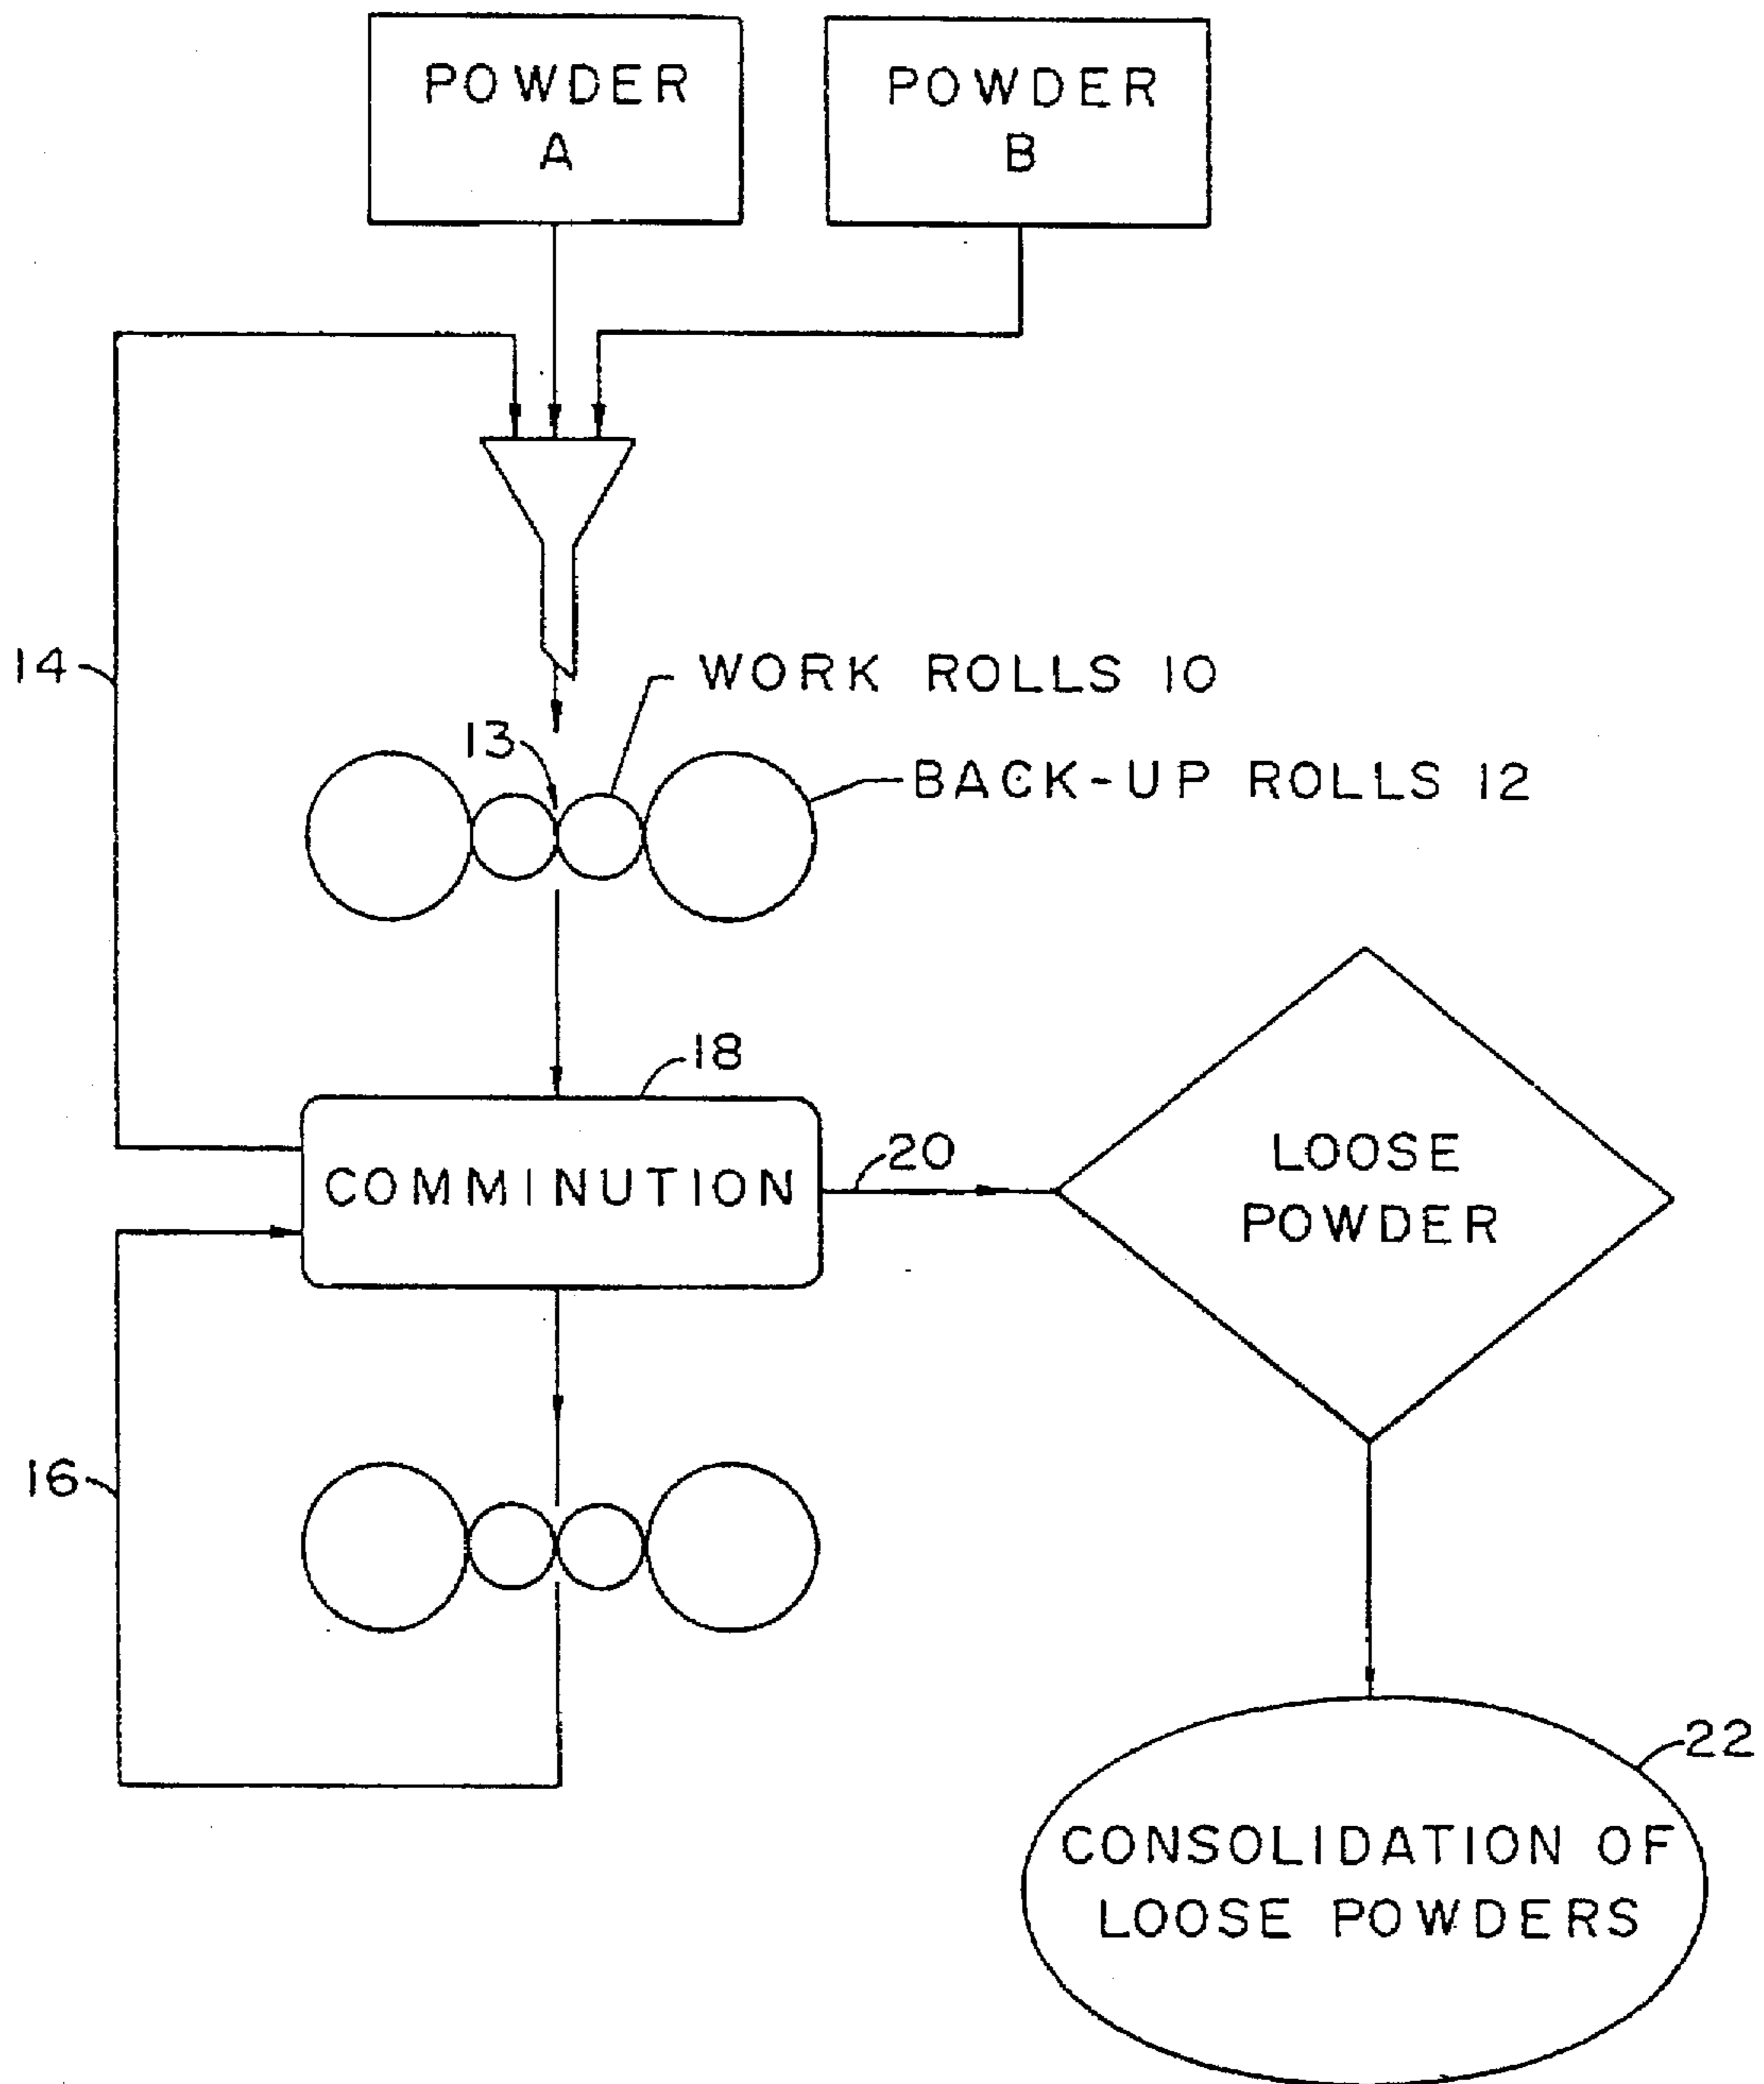 POWDER
A
POWDER
B
14
WORK ROLLS 10
13
BACK-UP ROLLS 12
18
COMMINUTION
20
LOOSE
POWDER
16
22
CONSOLIDATION OF
LOOSE POWDERS